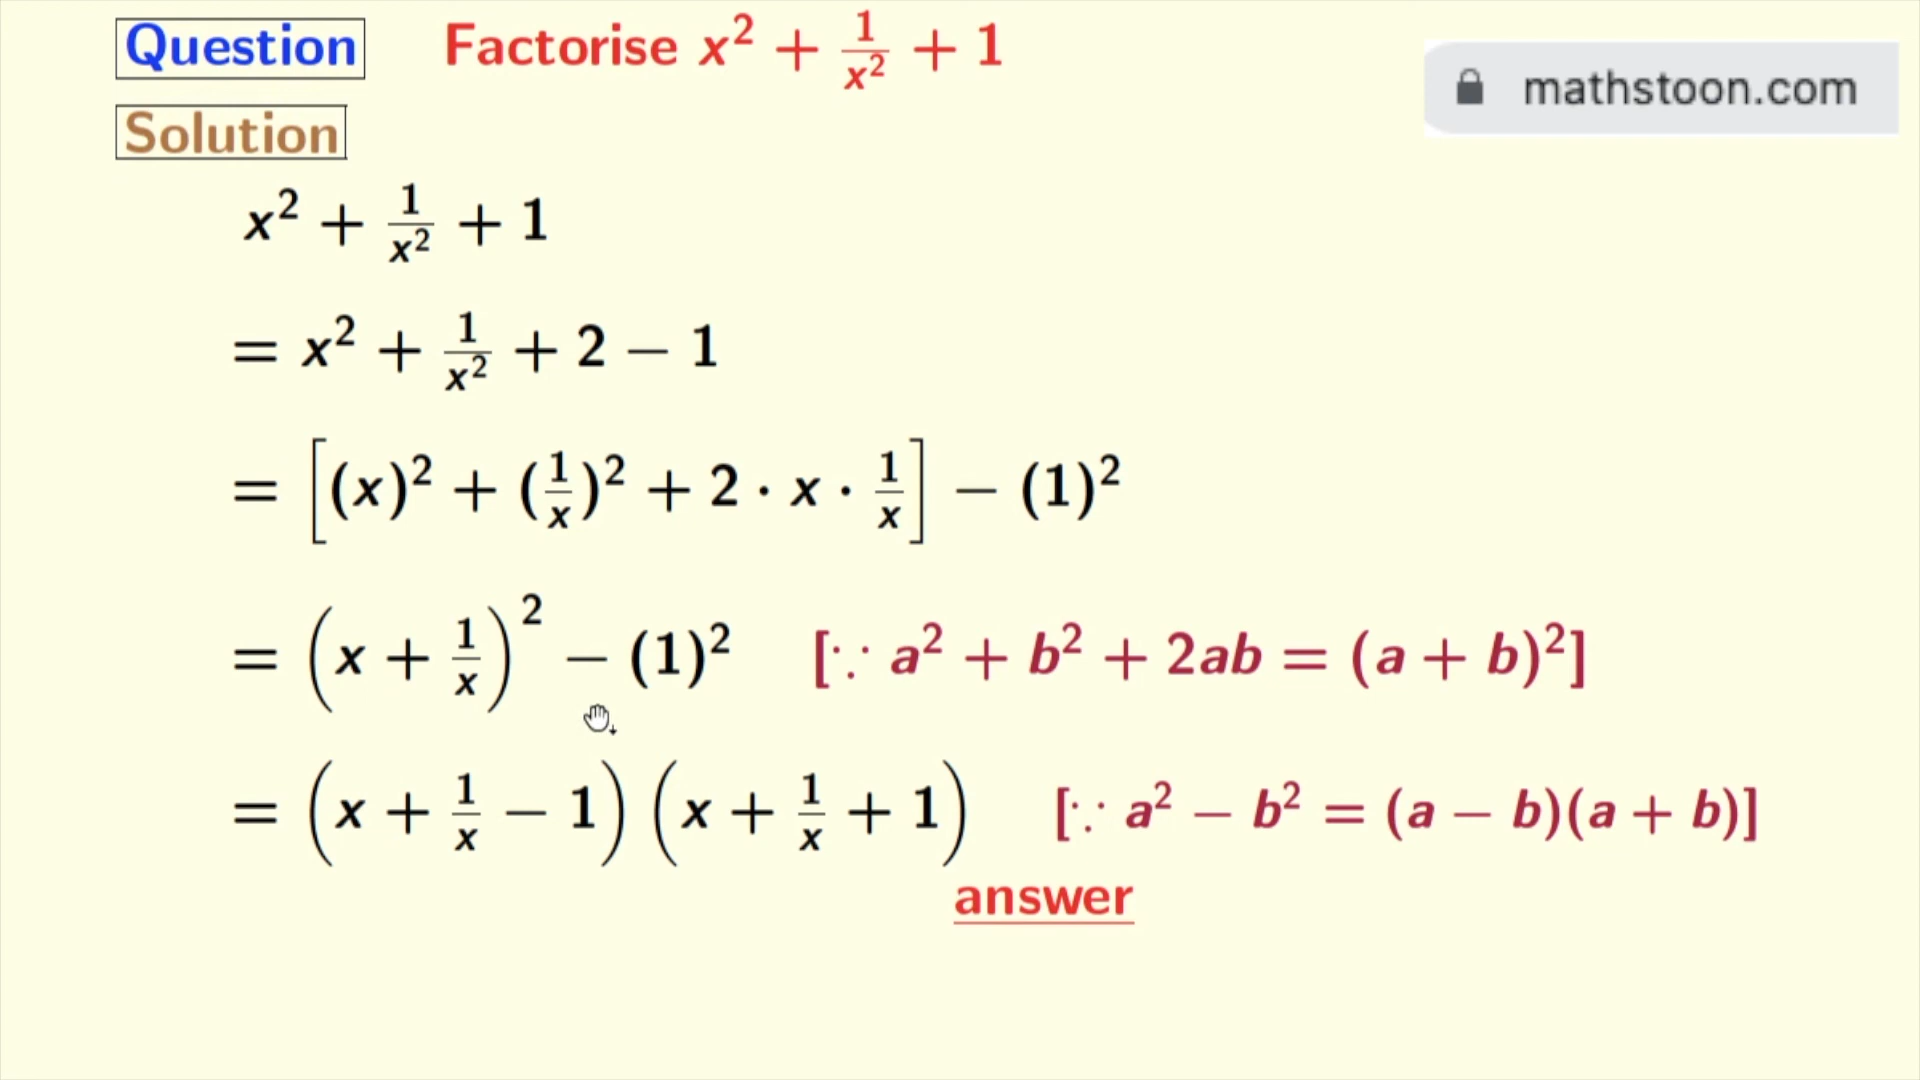 Question Factorise x² + 1/x² + 1
mathstoon.com
Solution
x² + 1/x² + 1
= x² + 1/x² + 2 − 1
= [(x)² + (1/x)² + 2 · x · 1/x] − (1)²
= (x + 1/x)² − (1)² [∵ a² + b² + 2ab = (a + b)²]
= (x + 1/x − 1) (x + 1/x + 1) [∵ a² − b² = (a − b)(a + b)]
answer